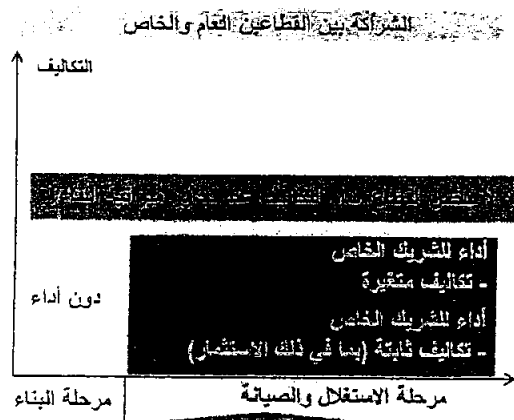 الشراكة بين القطاعين العام والخاص
التكاليف
أداء للشريك الخاص
- تكاليف متغيرة
أداء للشريك الخاص
- تكاليف ثابتة (بما في ذلك الاستثمار)
دون أداء
مرحلة الاستغلال والصيانة
مرحلة البناء